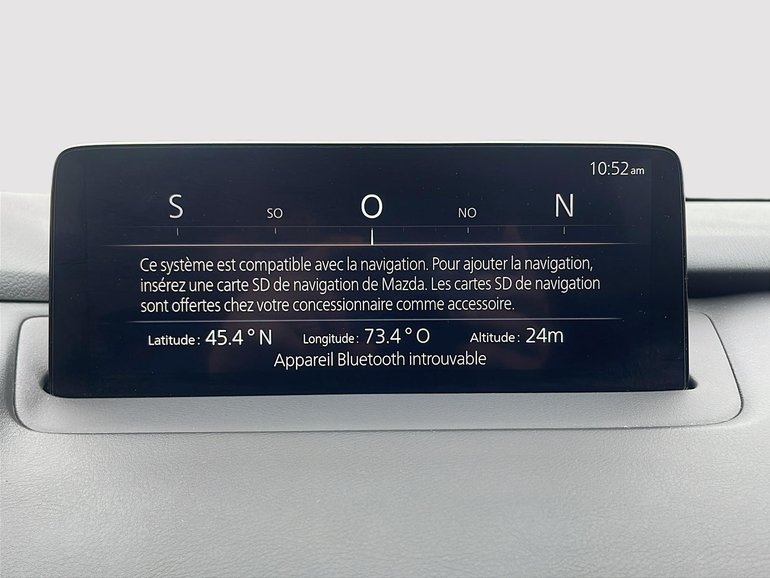 10:52am
S SO O NO N
Ce système est compatible avec la navigation. Pour ajouter la navigation,
insérez une carte SD de navigation de Mazda. Les cartes SD de navigation
sont offertes chez votre concessionnaire comme accessoire.
Latitude : 45.4 ° N Longitude : 73.4 ° O Altitude : 24m
Appareil Bluetooth introuvable